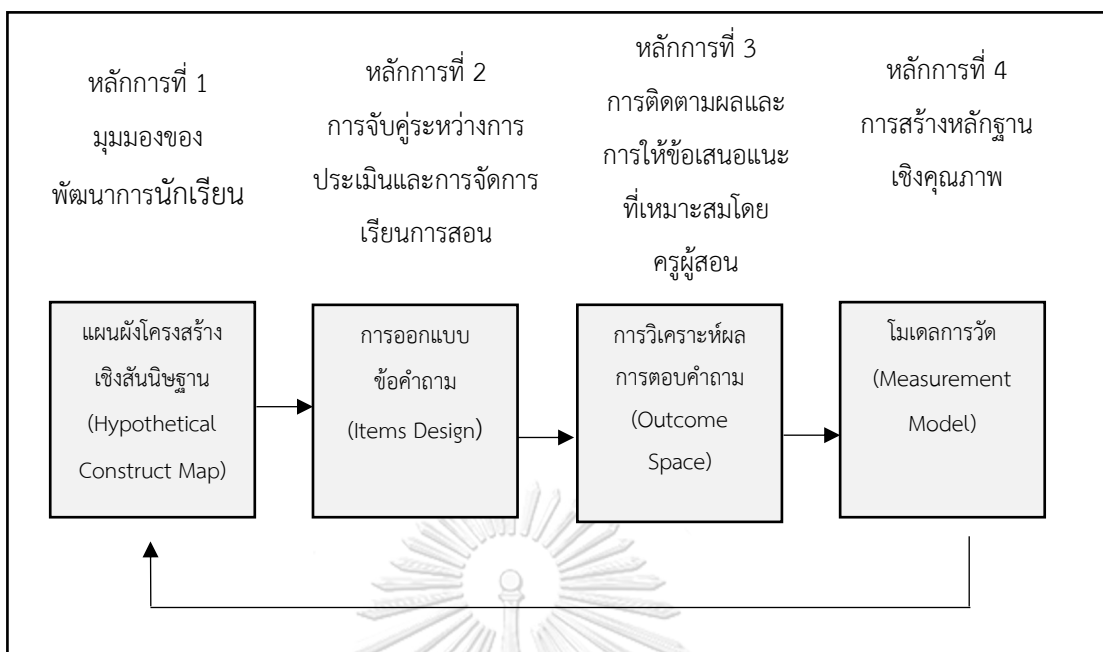 หลักการที่ 1
มุมมองของ
พัฒนาการนักเรียน
หลักการที่ 2
การจับคู่ระหว่างการ
ประเมินและการจัดการ
เรียนการสอน
หลักการที่ 3
การติดตามผลและ
การให้ข้อเสนอแนะ
ที่เหมาะสมโดย
ครูผู้สอน
หลักการที่ 4
การสร้างหลักฐาน
เชิงคุณภาพ
แผนผังโครงสร้าง
เชิงสันนิษฐาน
(Hypothetical
Construct Map)
การออกแบบ
ข้อคำถาม
(Items Design)
การวิเคราะห์ผล
การตอบคำถาม
(Outcome
Space)
โมเดลการวัด
(Measurement
Model)